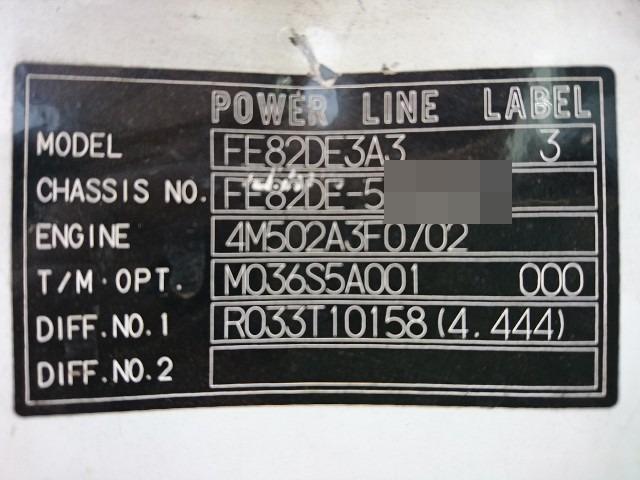 POWER LINE LABEL
MODEL FE82DE3A3 3
CHASSIS NO. FE82DE-5
ENGINE 4M502A3F0702
T/M·OPT. M036S5A001 000
DIFF.NO.1 R033T10158(4.444)
DIFF.NO.2